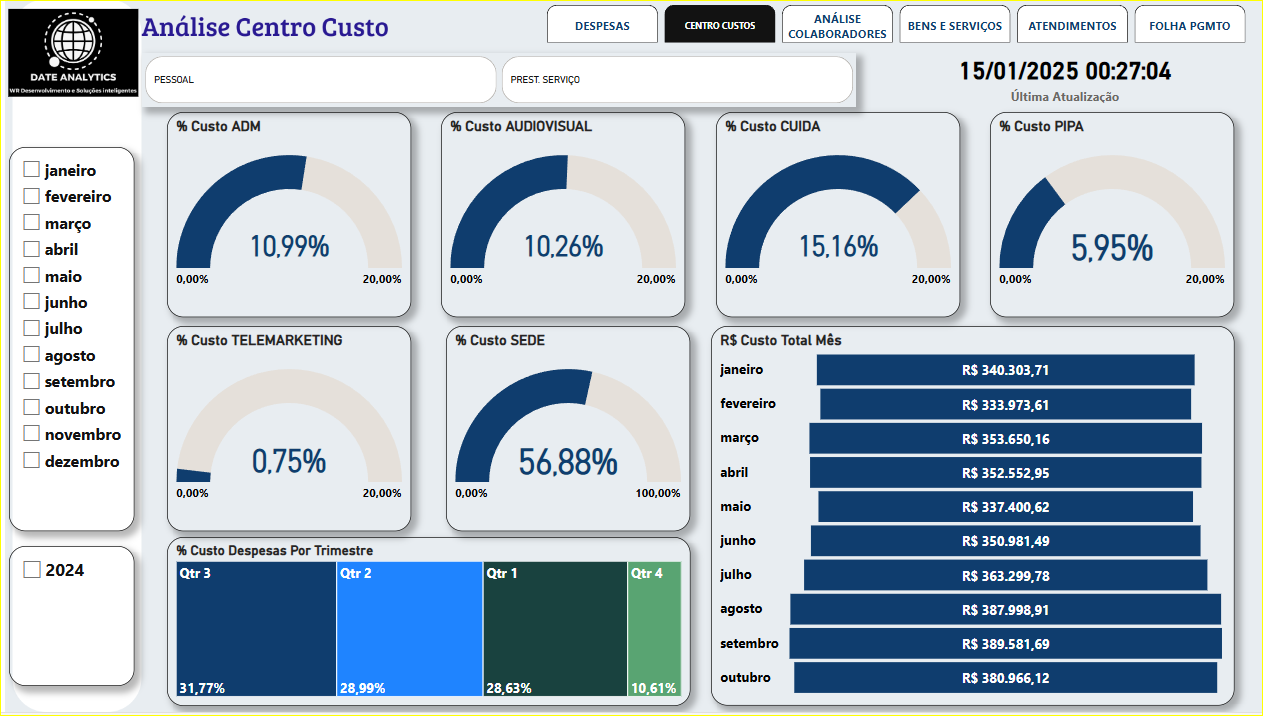 DATE ANALYTICS
WR Desenvolvimento e Soluções inteligentes
Análise Centro Custo
DESPESAS
CENTRO CUSTOS
ANÁLISE
COLABORADORES
BENS E SERVIÇOS
ATENDIMENTOS
FOLHA PGMTO
PESSOAL
PREST. SERVIÇO
15/01/2025 00:27:04
Última Atualização
janeiro
fevereiro
março
abril
maio
junho
julho
agosto
setembro
outubro
novembro
dezembro
2024
% Custo ADM
10,99%
0,00%
20,00%
% Custo AUDIOVISUAL
10,26%
0,00%
20,00%
% Custo CUIDA
15,16%
0,00%
20,00%
% Custo PIPA
5,95%
0,00%
20,00%
% Custo TELEMARKETING
0,75%
0,00%
20,00%
% Custo SEDE
56,88%
0,00%
100,00%
R$ Custo Total Mês
janeiro R$ 340.303,71
fevereiro R$ 333.973,61
março R$ 353.650,16
abril R$ 352.552,95
maio R$ 337.400,62
junho R$ 350.981,49
julho R$ 363.299,78
agosto R$ 387.998,91
setembro R$ 389.581,69
outubro R$ 380.966,12
% Custo Despesas Por Trimestre
Qtr 3
31,77%
Qtr 2
28,99%
Qtr 1
28,63%
Qtr 4
10,61%